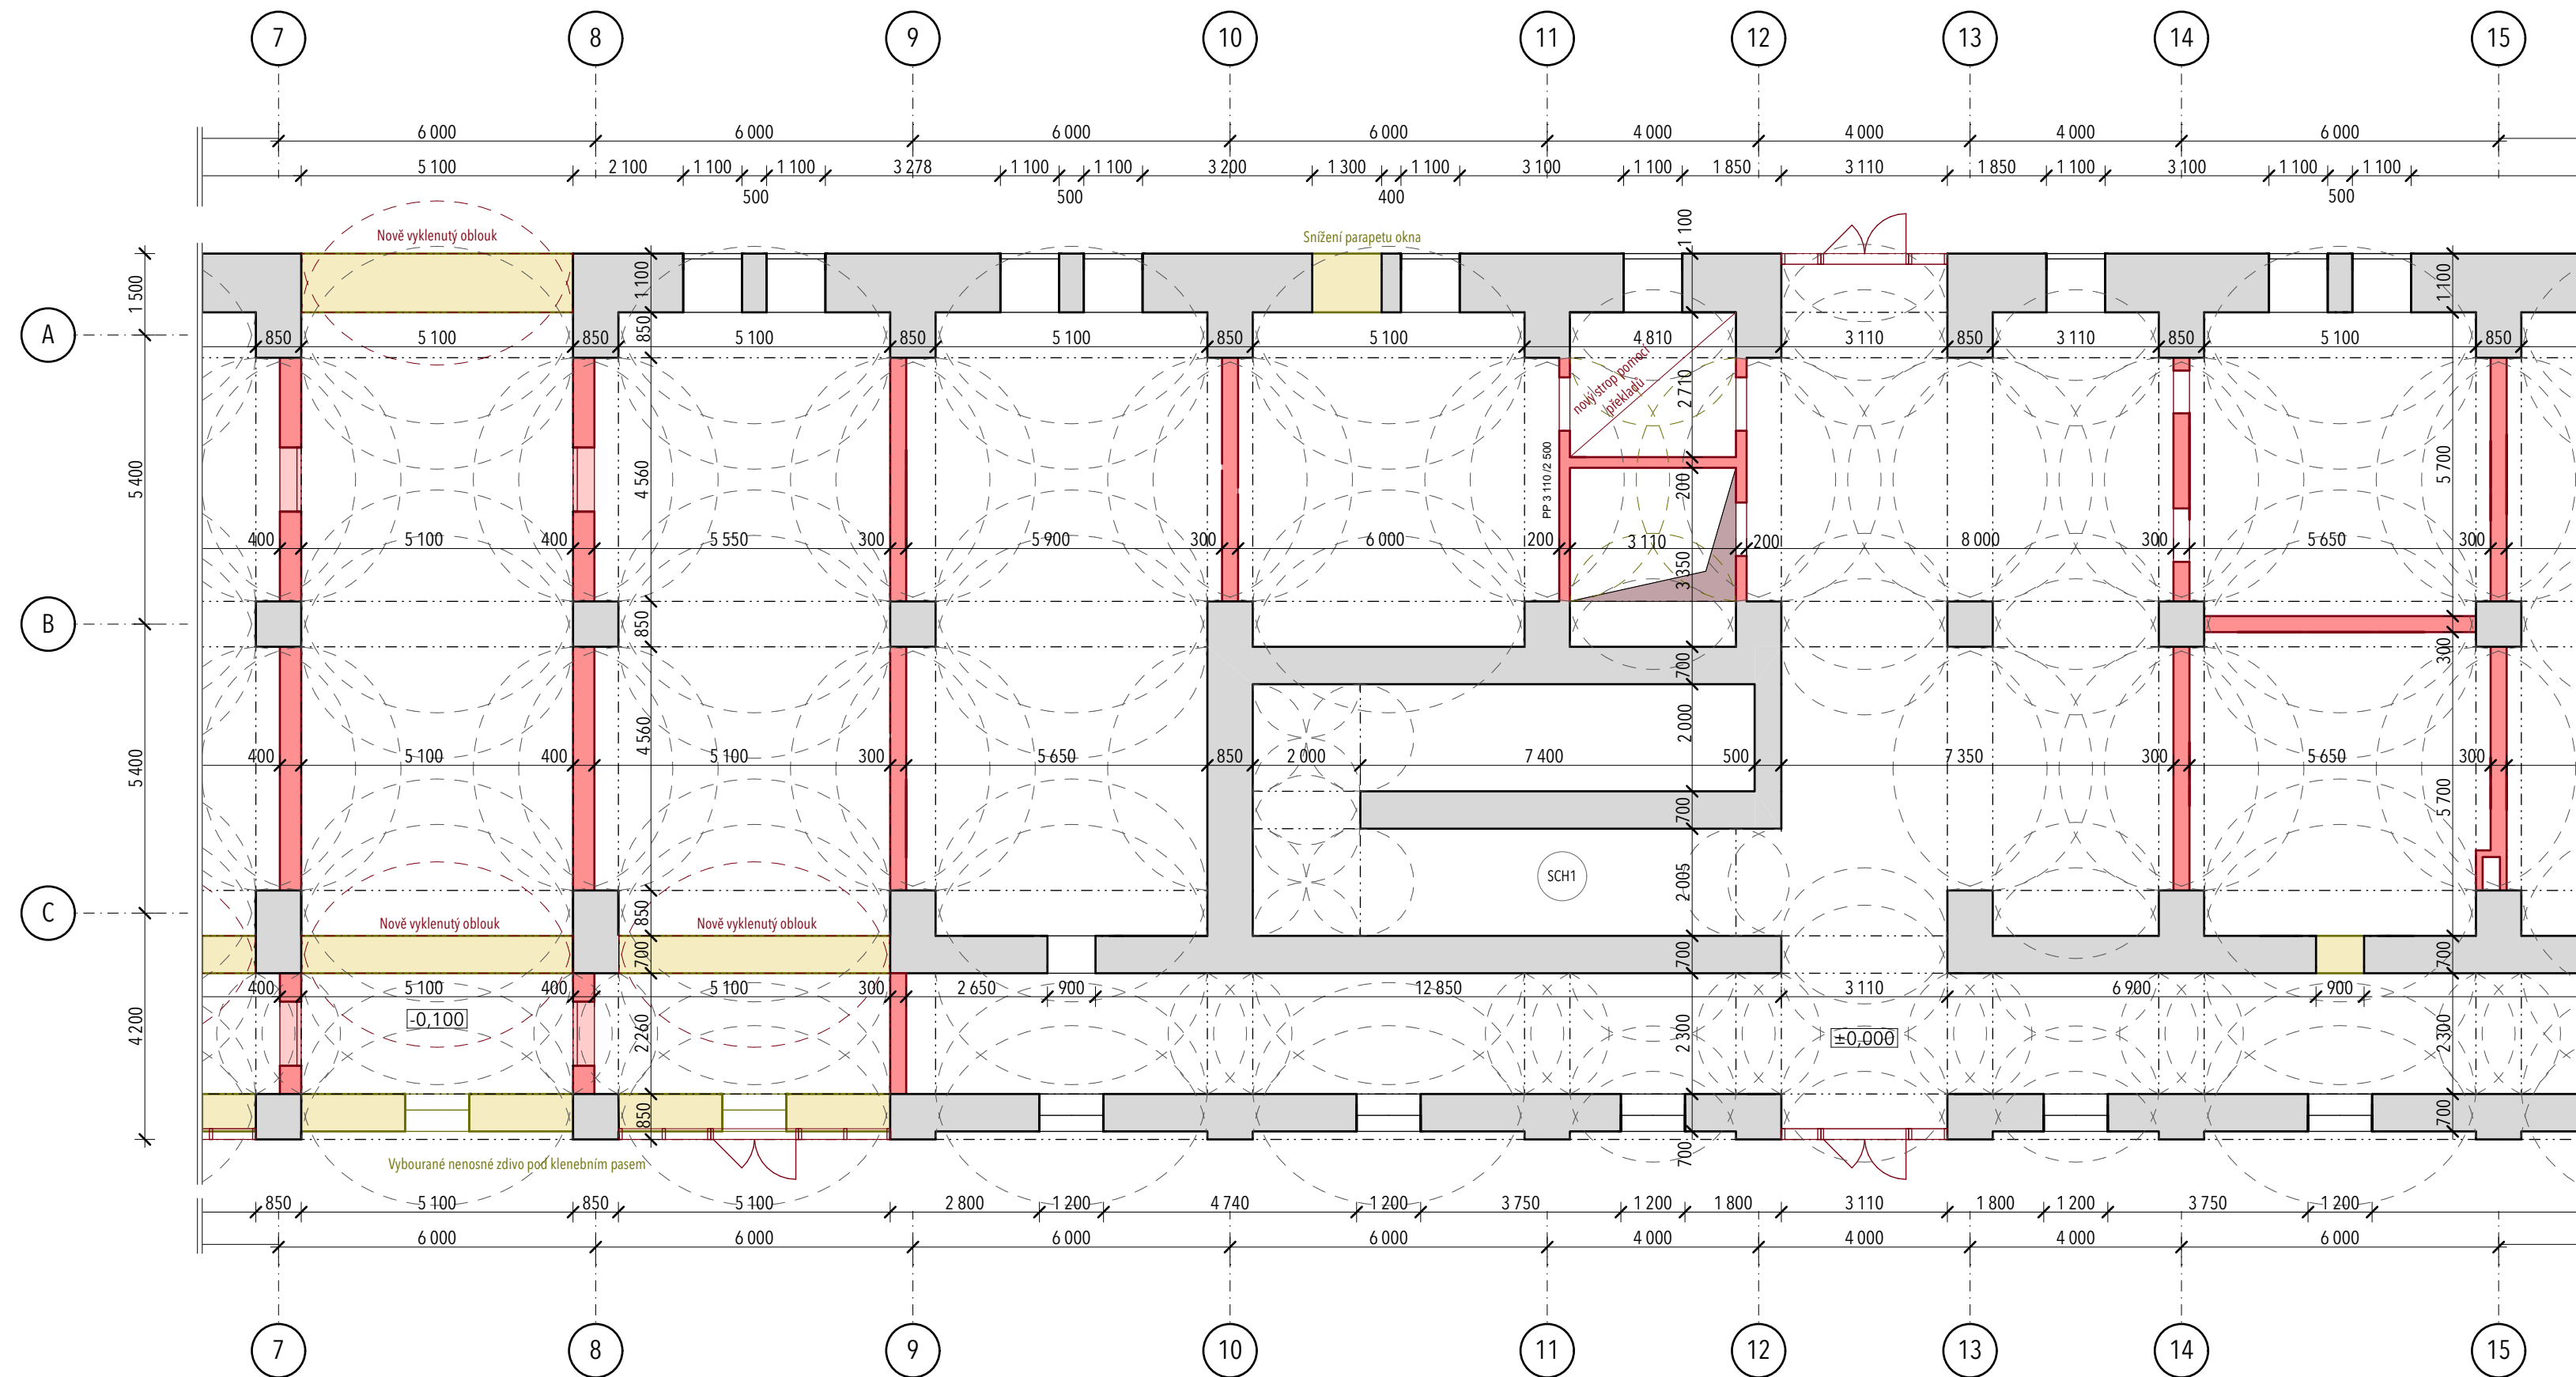 7 8 9 10 11 12 13 14 15
6 000 6 000 6 000 6 000 4 000 4 000 4 000 6 000
5 100 2 100 1 100 1 100 3 278 1 100 1 100 3 200 1 300 1 100 3 100 1 100 1 850 3 110 1 850 1 100 3 100 1 100 1 100
500 500 400 500
1 100
Nově vyklenutý oblouk
Snížení parapetu okna
1 500
1 100
1 100
A
850
850 5 100 850 850 5 100 850 5 100 850 5 100 4 810 3 110 850 3 110 850 5 100 850
nový strop pomocí
překladů
2 710
5 400
4 560
PP 3 110 /2 500
200
5 700
400 5 100 400 5 550 300 5 900 300 6 000 200 3 110 200 8 000 300 5 650 300
3 350
B
850
300
700
5 400
4 560
2 000
400 5 100 400 5 100 300 5 650 850 2 000 7 400 500 7 350 300 5 650 300
700
5 700
SCH1
2 005
C
850
Nově vyklenutý oblouk
Nově vyklenutý oblouk
700
700
700
400 5 100 400 5 100 300 2 650 900 12 850 3 110 6 900 900
4 200
-0,100
2 260
2 300
±0,000
2 300
850
700
700
Vybourané nenosné zdivo pod klenebním pasem
850 5 100 850 5 100 2 800 1 200 4 740 1 200 3 750 1 200 1 800 3 110 1 800 1 200 3 750 1 200
6 000 6 000 6 000 6 000 4 000 4 000 4 000 6 000
7 8 9 10 11 12 13 14 15